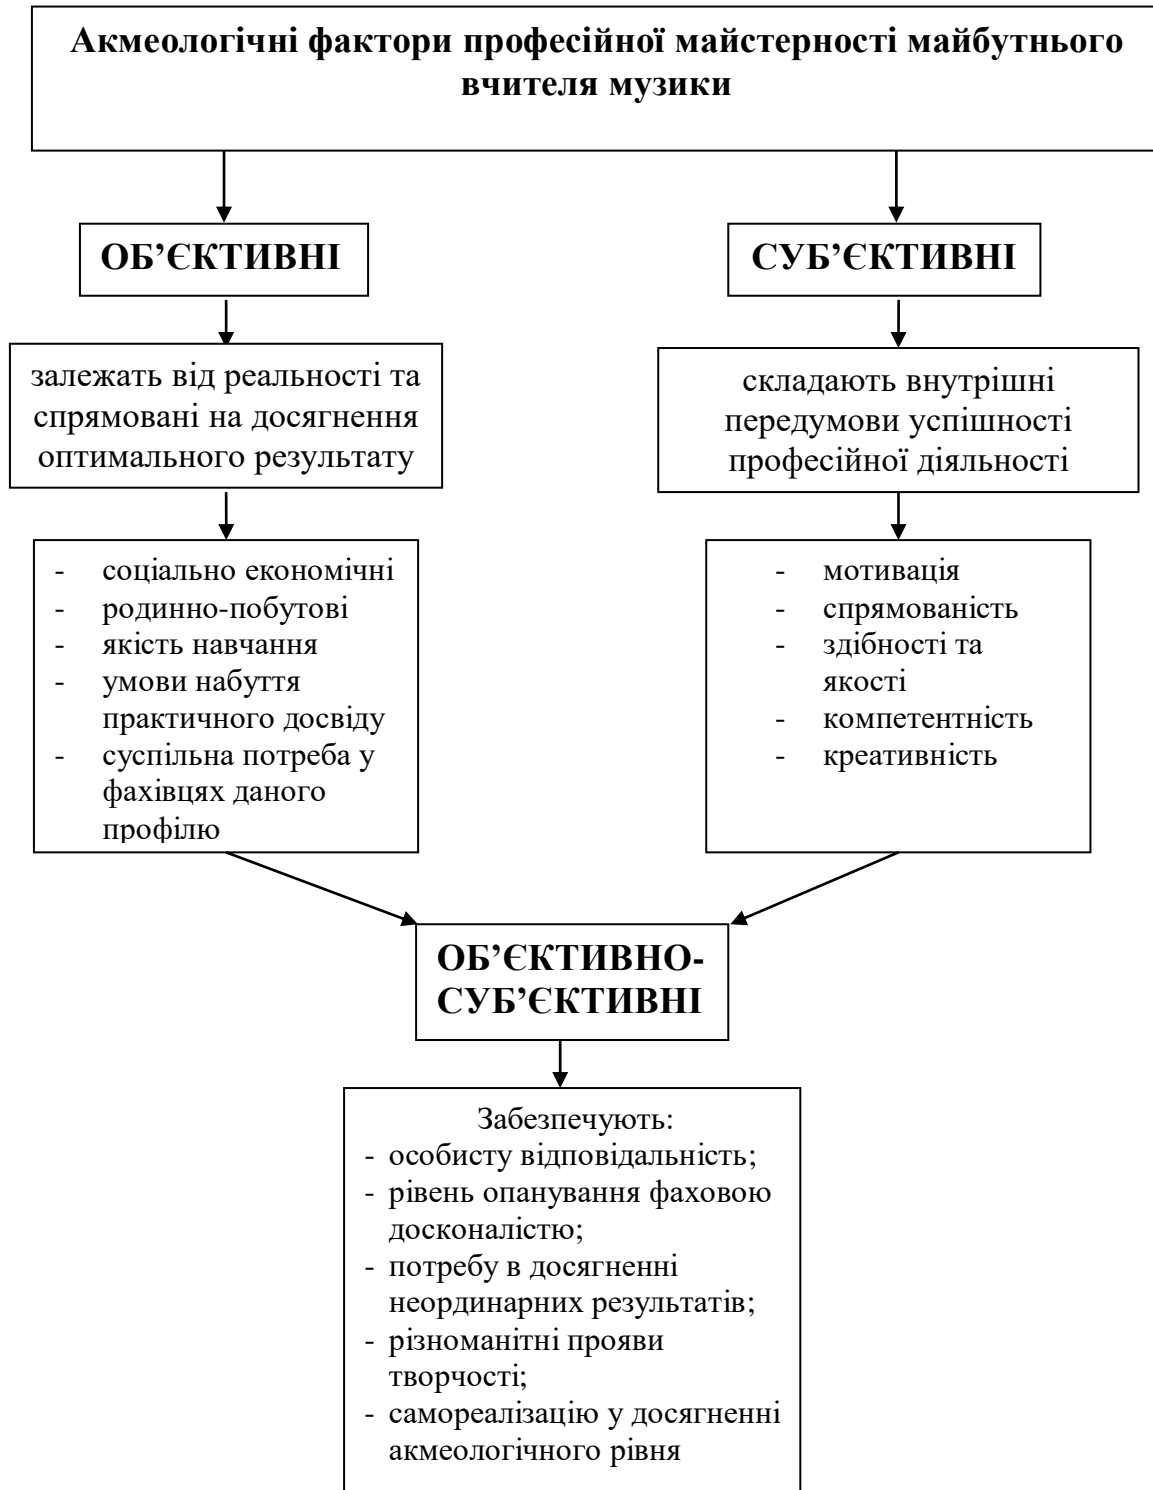 Акмеологічні фактори професійної майстерності майбутнього
вчителя музики
ОБ’ЄКТИВНІ
СУБ’ЄКТИВНІ
залежать від реальності та
спрямовані на досягнення
оптимального результату
складають внутрішні
передумови успішності
професійної діяльності
- соціально економічні
- родинно-побутові
- якість навчання
- умови набуття
практичного досвіду
- суспільна потреба у
фахівцях даного
профілю
- мотивація
- спрямованість
- здібності та
якості
- компетентність
- креативність
ОБ’ЄКТИВНО-
СУБ’ЄКТИВНІ
Забезпечують:
- особисту відповідальність;
- рівень опанування фаховою
досконалістю;
- потребу в досягненні
неординарних результатів;
- різноманітні прояви
творчості;
- самореалізацію у досягненні
акмеологічного рівня